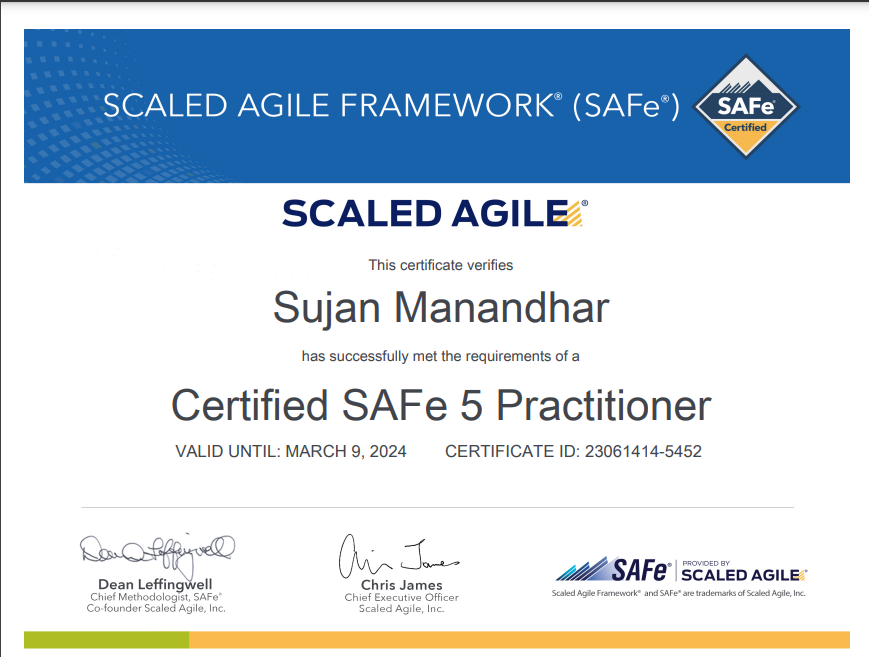 SCALED AGILE FRAMEWORK® (SAFe®)
SAFe®
Certified
SCALED AGILE®
This certificate verifies
Sujan Manandhar
has successfully met the requirements of a
Certified SAFe 5 Practitioner
VALID UNTIL: MARCH 9, 2024 CERTIFICATE ID: 23061414-5452
Dean Leffingwell
Dean Leffingwell
Chief Methodologist, SAFe®
Co-founder Scaled Agile, Inc.
Chris James
Chris James
Chief Executive Officer
Scaled Agile, Inc.
SAFe® PROVIDED BY
SCALED AGILE®
Scaled Agile Framework® and SAFe® are trademarks of Scaled Agile, Inc.